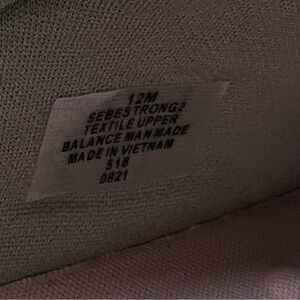 12M
SEBESTRONG2
TEXTILE UPPER
BALANCE MAN MADE
MADE IN VIETNAM
518
0821